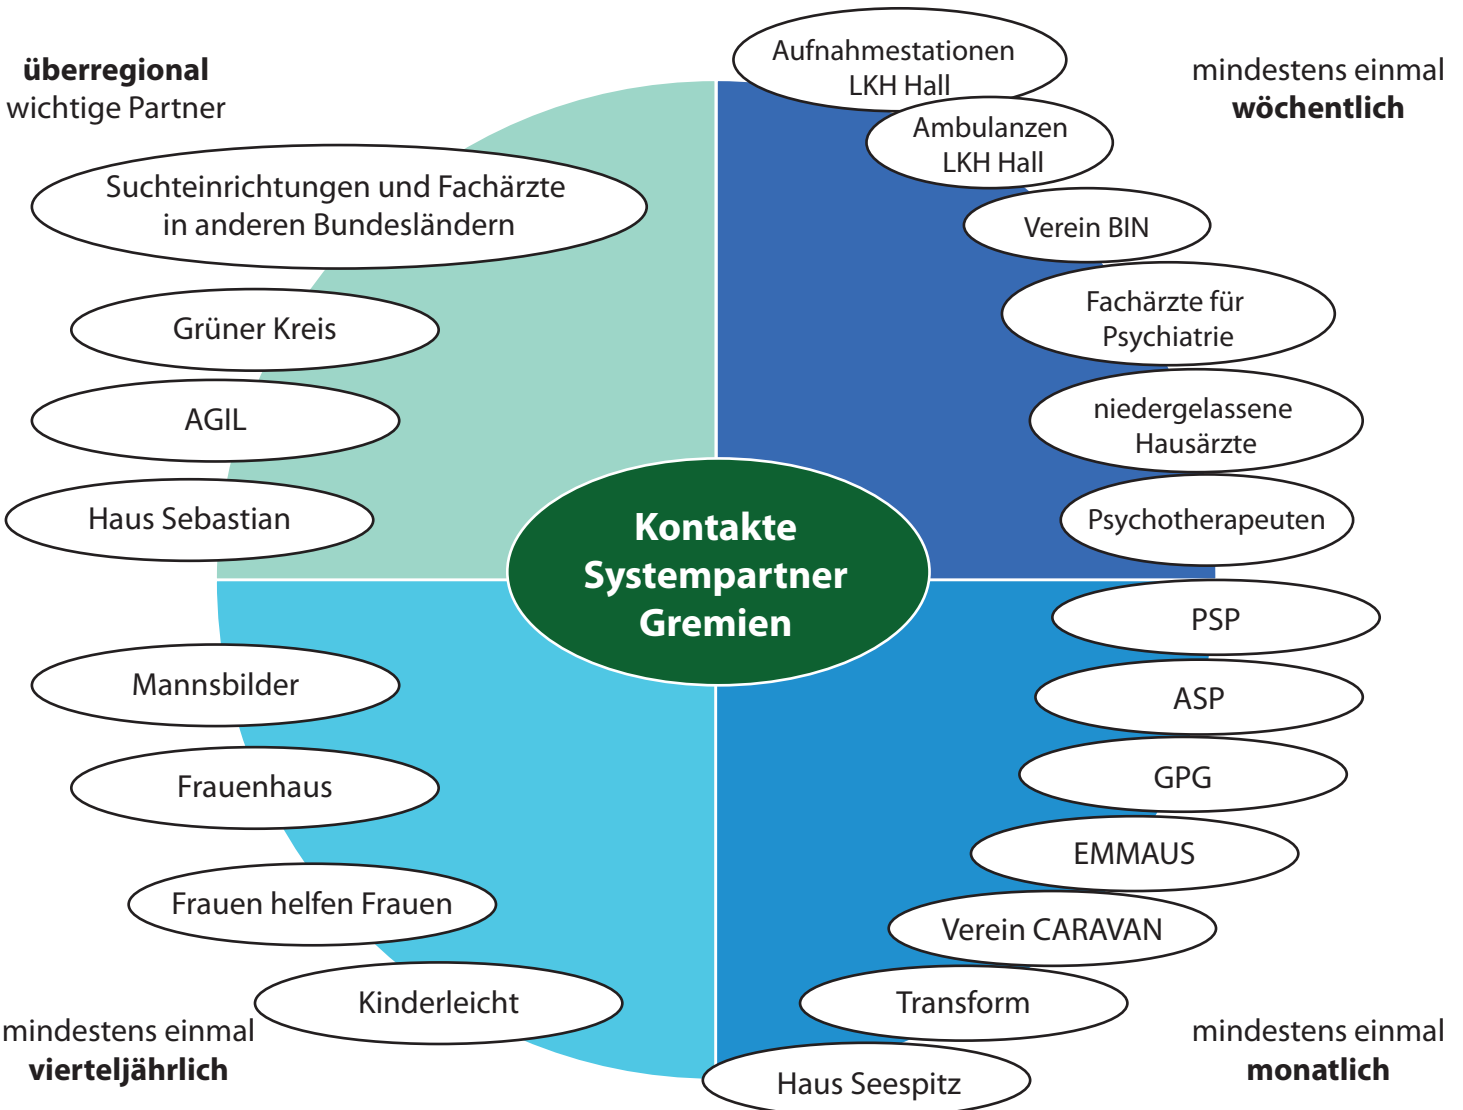 überregional
wichtige Partner
Suchteinrichtungen und Fachärzte
in anderen Bundesländern
Grüner Kreis
AGIL
Haus Sebastian
mindestens einmal
wöchentlich
Aufnahmestationen
LKH Hall
Ambulanzen
LKH Hall
Verein BIN
Fachärzte für
Psychiatrie
niedergelassene
Hausärzte
Psychotherapeuten
Kontakte
Systempartner
Gremien
Mannsbilder
Frauenhaus
Frauen helfen Frauen
Kinderleicht
mindestens einmal
vierteljährlich
PSP
ASP
GPG
EMMAUS
Verein CARAVAN
Transform
Haus Seespitz
mindestens einmal
monatlich